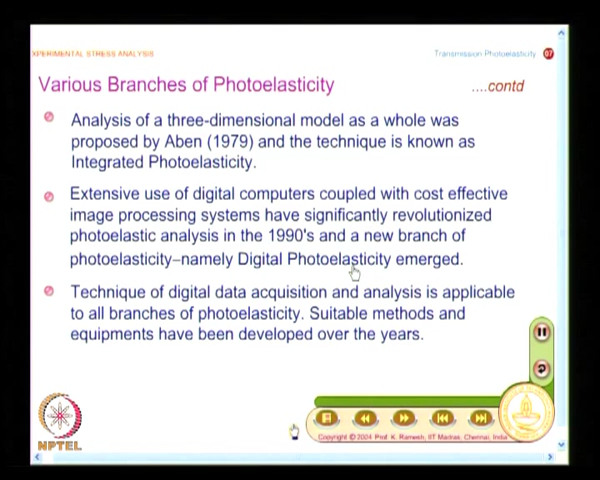 XPERIMENTAL STRESS ANALYSIS
Transmission Photoelasticity 07
Various Branches of Photoelasticity
....contd
Analysis of a three-dimensional model as a whole was
proposed by Aben (1979) and the technique is known as
Integrated Photoelasticity.
Extensive use of digital computers coupled with cost effective
image processing systems have significantly revolutionized
photoelastic analysis in the 1990's and a new branch of
photoelasticity–namely Digital Photoelasticity emerged.
Technique of digital data acquisition and analysis is applicable
to all branches of photoelasticity. Suitable methods and
equipments have been developed over the years.
NPTEL
Copyright © 2004 Prof. K. Ramesh, IIT Madras, Chennai, India